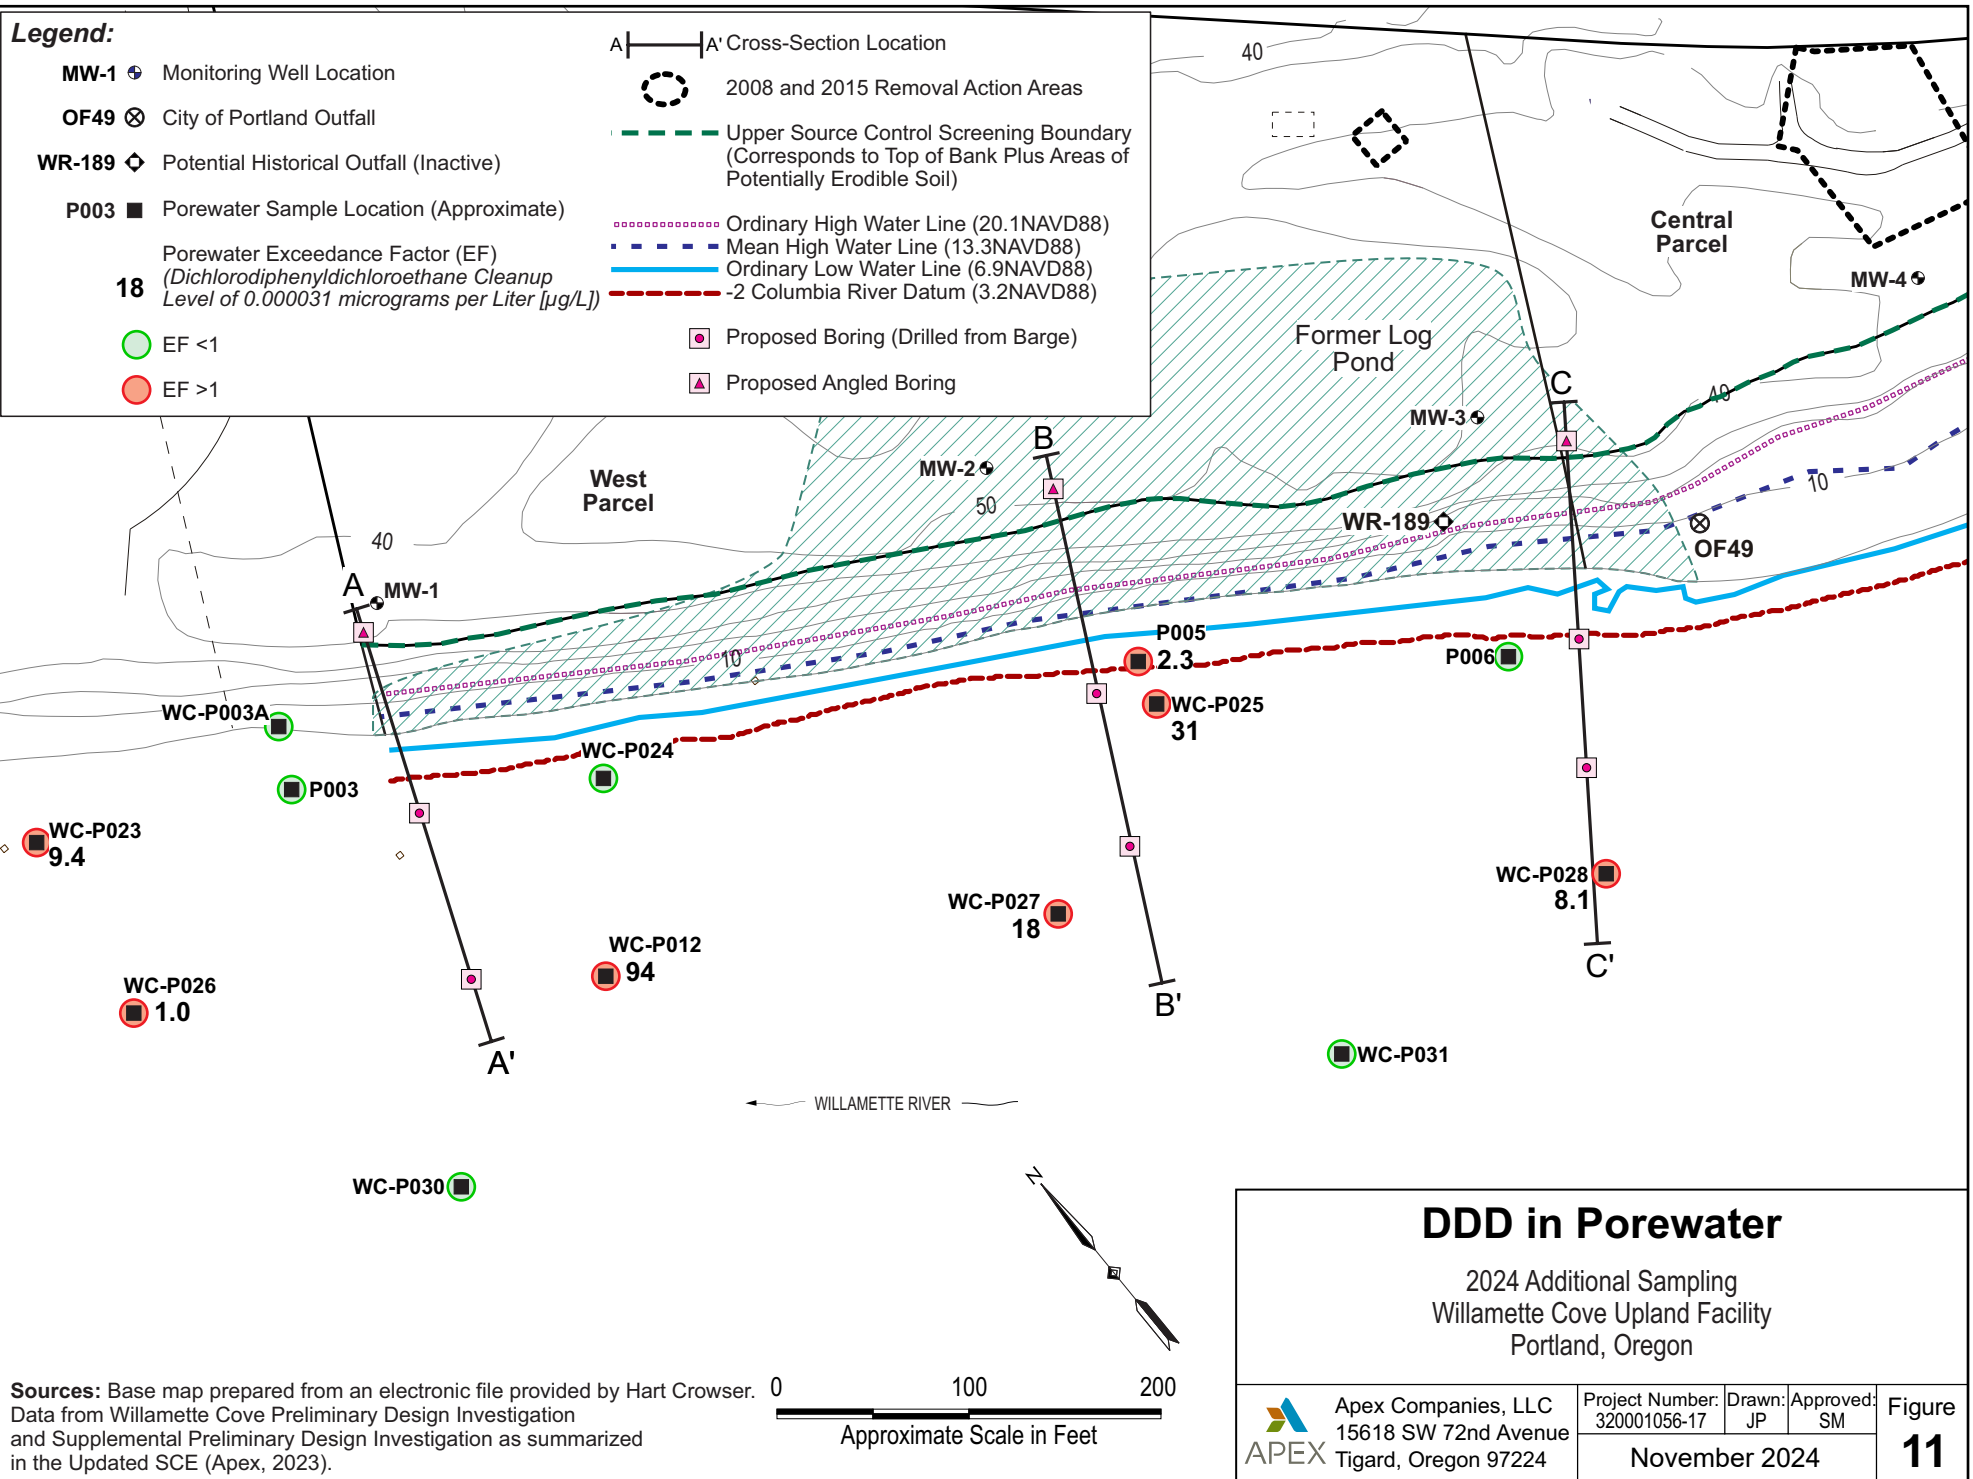 Legend:
MW-1 Monitoring Well Location
OF49 City of Portland Outfall
WR-189 Potential Historical Outfall (Inactive)
P003 Porewater Sample Location (Approximate)
18 Porewater Exceedance Factor (EF)
(Dichlorodiphenyldichloroethane Cleanup
Level of 0.000031 micrograms per Liter [µg/L])
EF <1
EF >1
A A' Cross-Section Location
2008 and 2015 Removal Action Areas
Upper Source Control Screening Boundary
(Corresponds to Top of Bank Plus Areas of
Potentially Erodible Soil)
Ordinary High Water Line (20.1NAVD88)
Mean High Water Line (13.3NAVD88)
Ordinary Low Water Line (6.9NAVD88)
-2 Columbia River Datum (3.2NAVD88)
Proposed Boring (Drilled from Barge)
Proposed Angled Boring
40
Central
Parcel
MW-4
Former Log
Pond
C
40
MW-3
B
MW-2
West
Parcel
50
10
WR-189
OF49
40
A
MW-1
P005
2.3
10
P006
WC-P003A
WC-P025
31
WC-P024
P003
WC-P023
9.4
WC-P028
8.1
WC-P027
18
WC-P012
94
C'
WC-P026
1.0
B'
A'
WC-P031
WILLAMETTE RIVER
WC-P030
N
DDD in Porewater
2024 Additional Sampling
Willamette Cove Upland Facility
Portland, Oregon
Sources: Base map prepared from an electronic file provided by Hart Crowser.
Data from Willamette Cove Preliminary Design Investigation
and Supplemental Preliminary Design Investigation as summarized
in the Updated SCE (Apex, 2023).
0 100 200
Approximate Scale in Feet
APEX
Apex Companies, LLC
15618 SW 72nd Avenue
Tigard, Oregon 97224
Project Number:
320001056-17
Drawn:
JP
Approved:
SM
November 2024
Figure
11